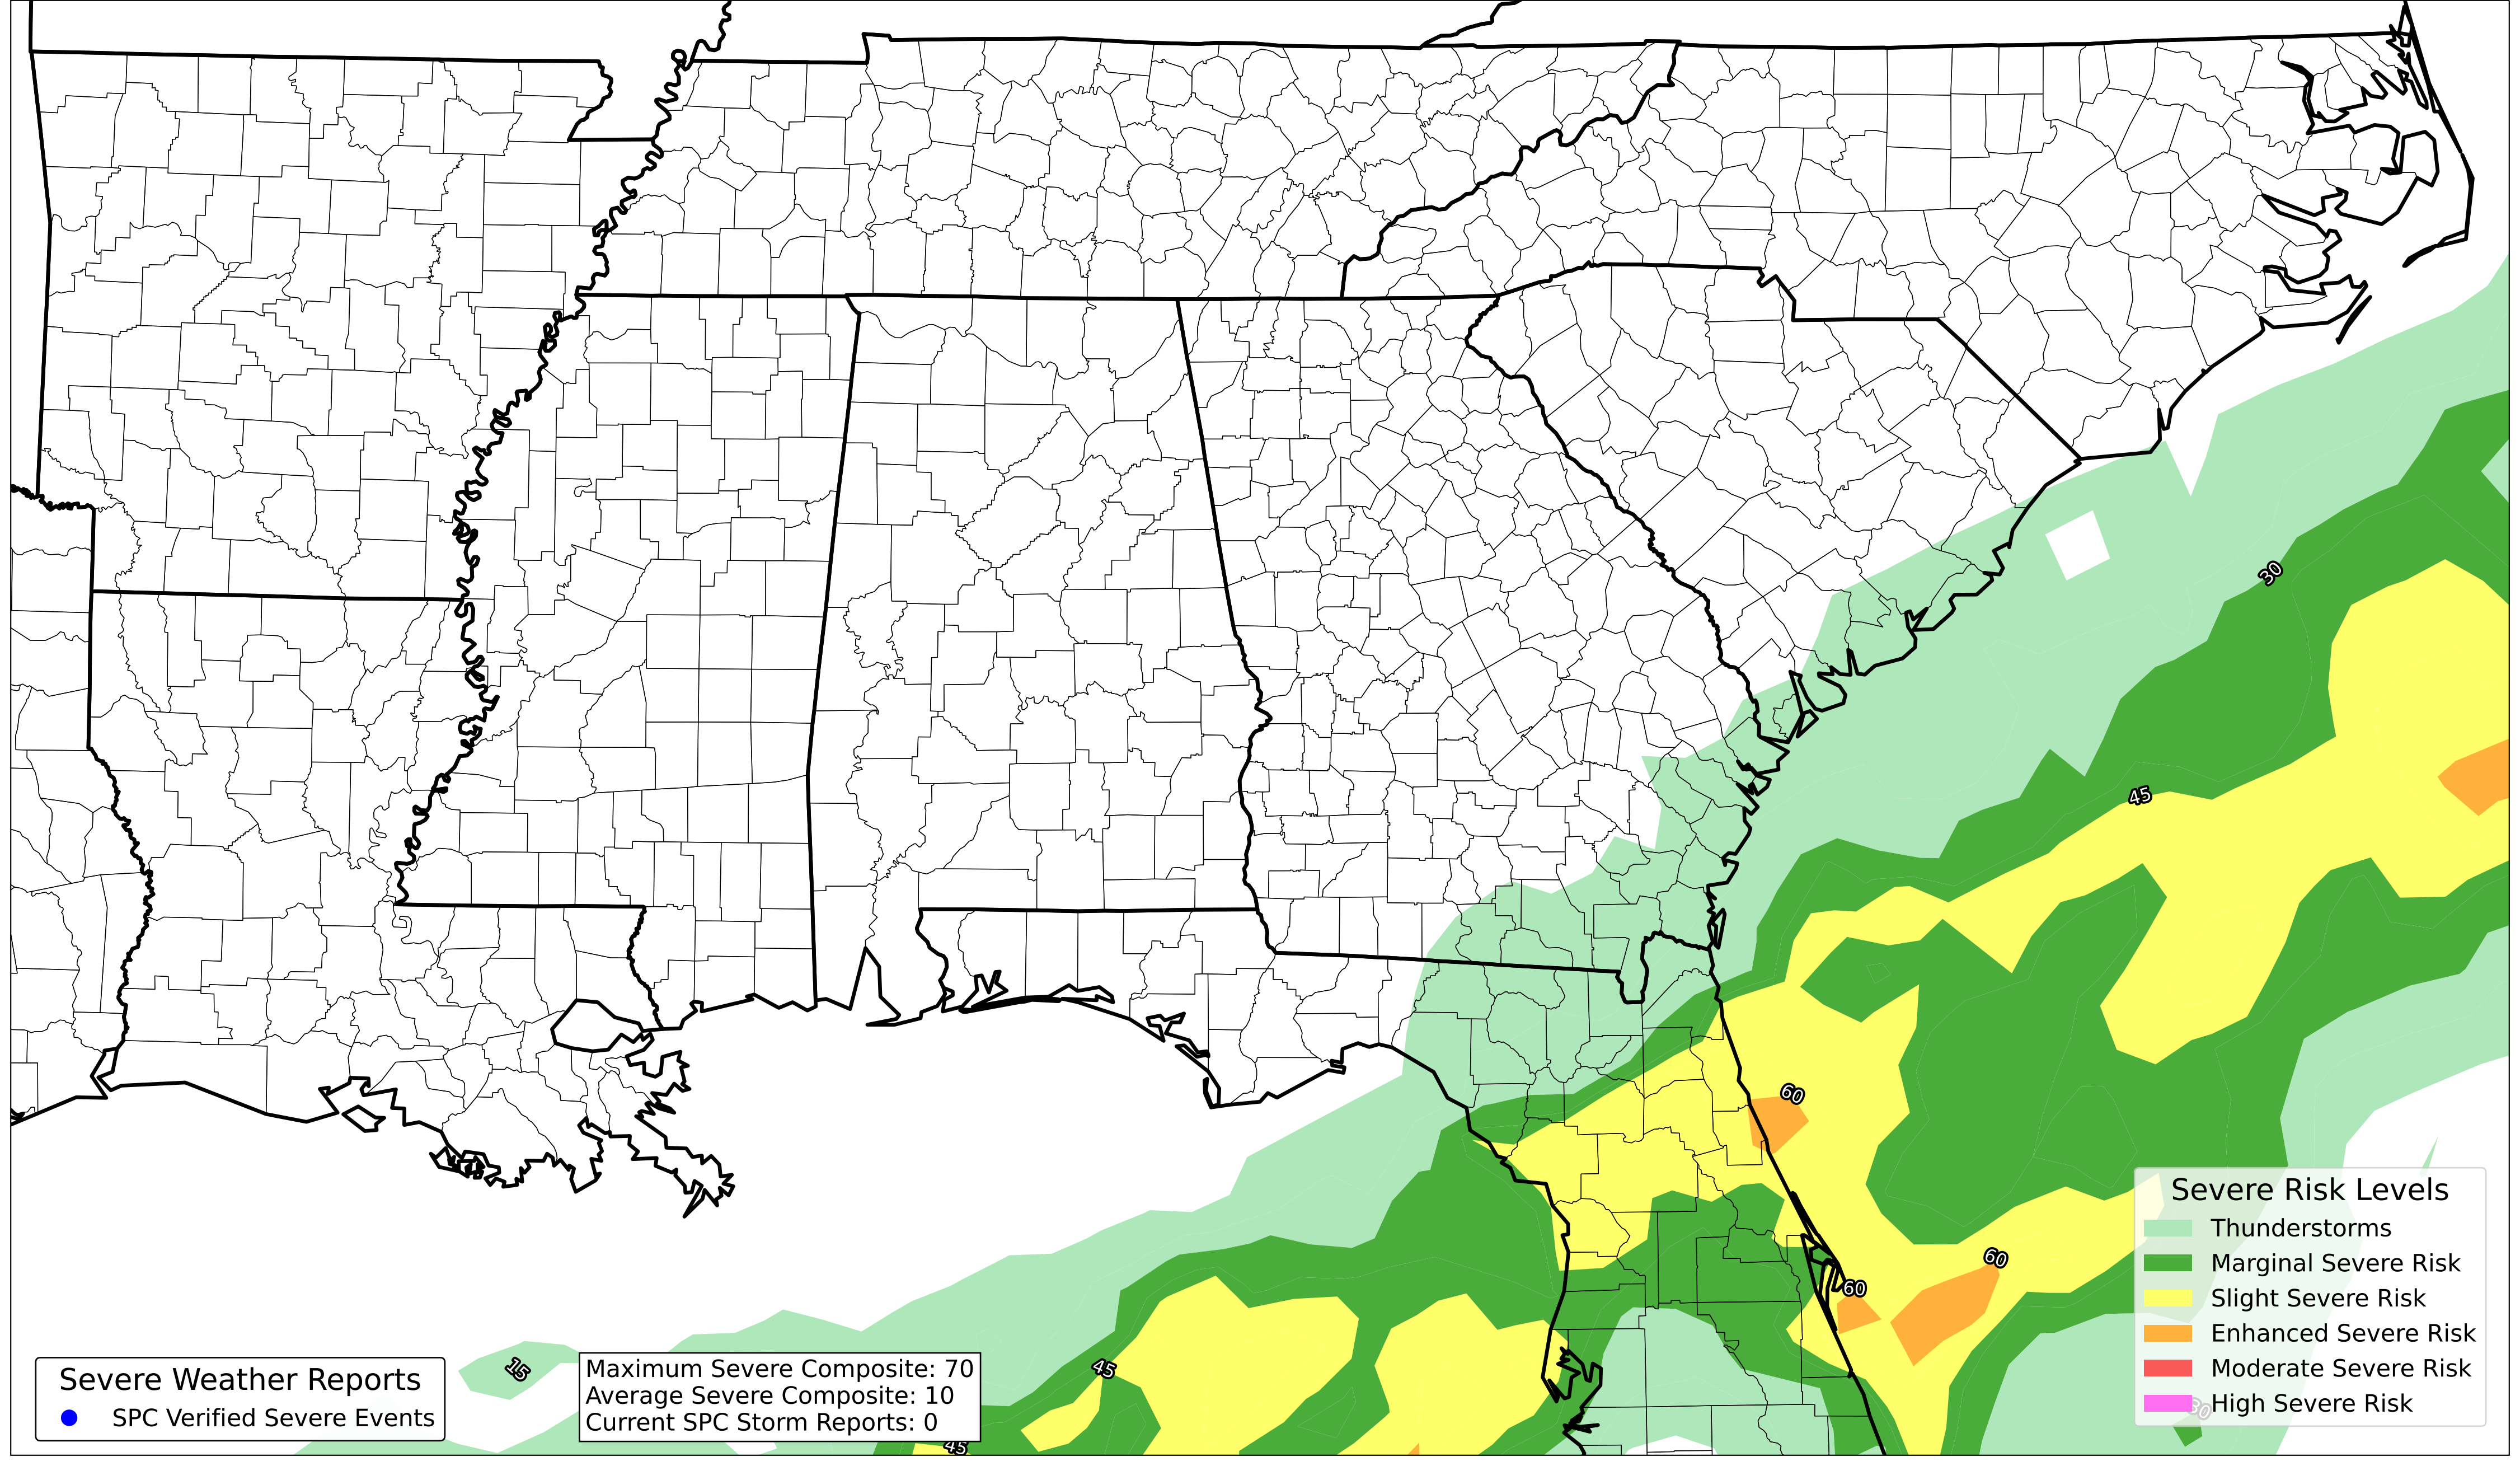 30
45
60
60
60
15
45
45
60
Severe Weather Reports
SPC Verified Severe Events
Maximum Severe Composite: 70
Average Severe Composite: 10
Current SPC Storm Reports: 0
Severe Risk Levels
Thunderstorms
Marginal Severe Risk
Slight Severe Risk
Enhanced Severe Risk
Moderate Severe Risk
High Severe Risk